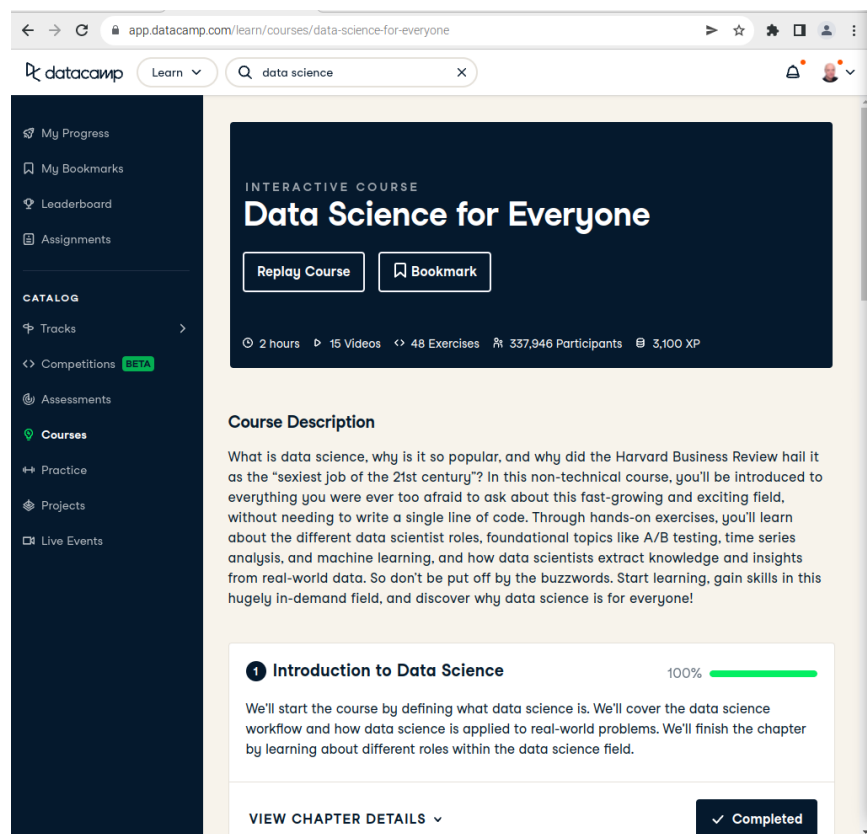 app.datacamp.com/learn/courses/data-science-for-everyone
datacamp
Learn
data science
My Progress
My Bookmarks
Leaderboard
Assignments
CATALOG
Tracks
Competitions BETA
Assessments
Courses
Practice
Projects
Live Events
INTERACTIVE COURSE
Data Science for Everyone
Replay Course
Bookmark
2 hours 15 Videos 48 Exercises 337,946 Participants 3,100 XP
Course Description
What is data science, why is it so popular, and why did the Harvard Business Review hail it
as the “sexiest job of the 21st century”? In this non-technical course, you’ll be introduced to
everything you were ever too afraid to ask about this fast-growing and exciting field,
without needing to write a single line of code. Through hands-on exercises, you’ll learn
about the different data scientist roles, foundational topics like A/B testing, time series
analysis, and machine learning, and how data scientists extract knowledge and insights
from real-world data. So don’t be put off by the buzzwords. Start learning, gain skills in this
hugely in-demand field, and discover why data science is for everyone!
1 Introduction to Data Science
100%
We’ll start the course by defining what data science is. We’ll cover the data science
workflow and how data science is applied to real-world problems. We’ll finish the chapter
by learning about different roles within the data science field.
VIEW CHAPTER DETAILS
Completed